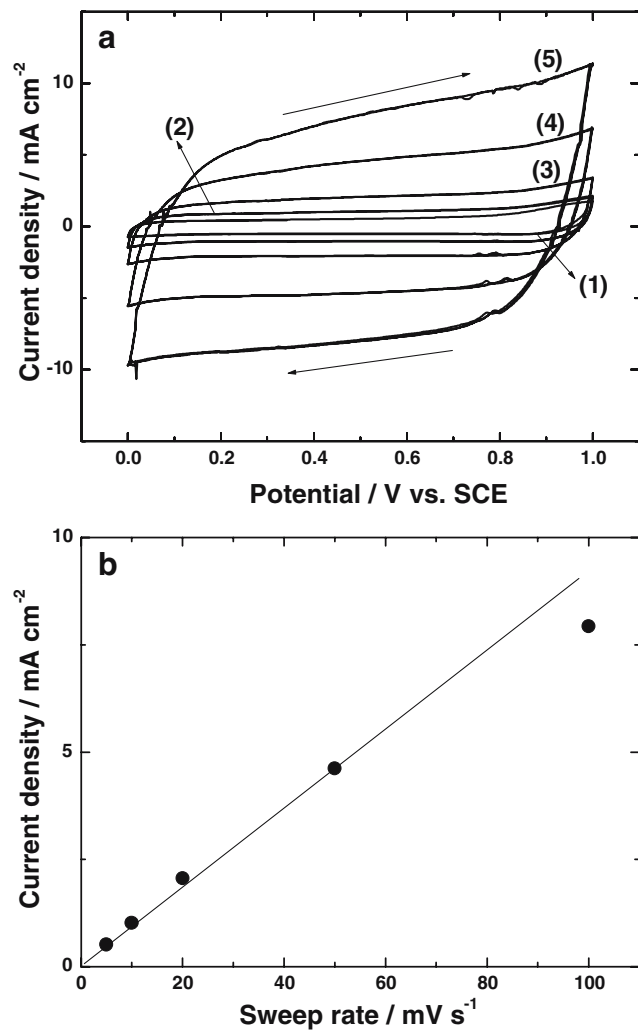 a
(5)
(2)
(4)
(3)
(1)
10
0
-10
Current density / mA cm⁻²
0.0 0.2 0.4 0.6 0.8 1.0
Potential / V vs. SCE
b
10
5
0
Current density / mA cm⁻²
0 20 40 60 80 100
Sweep rate / mV s⁻¹